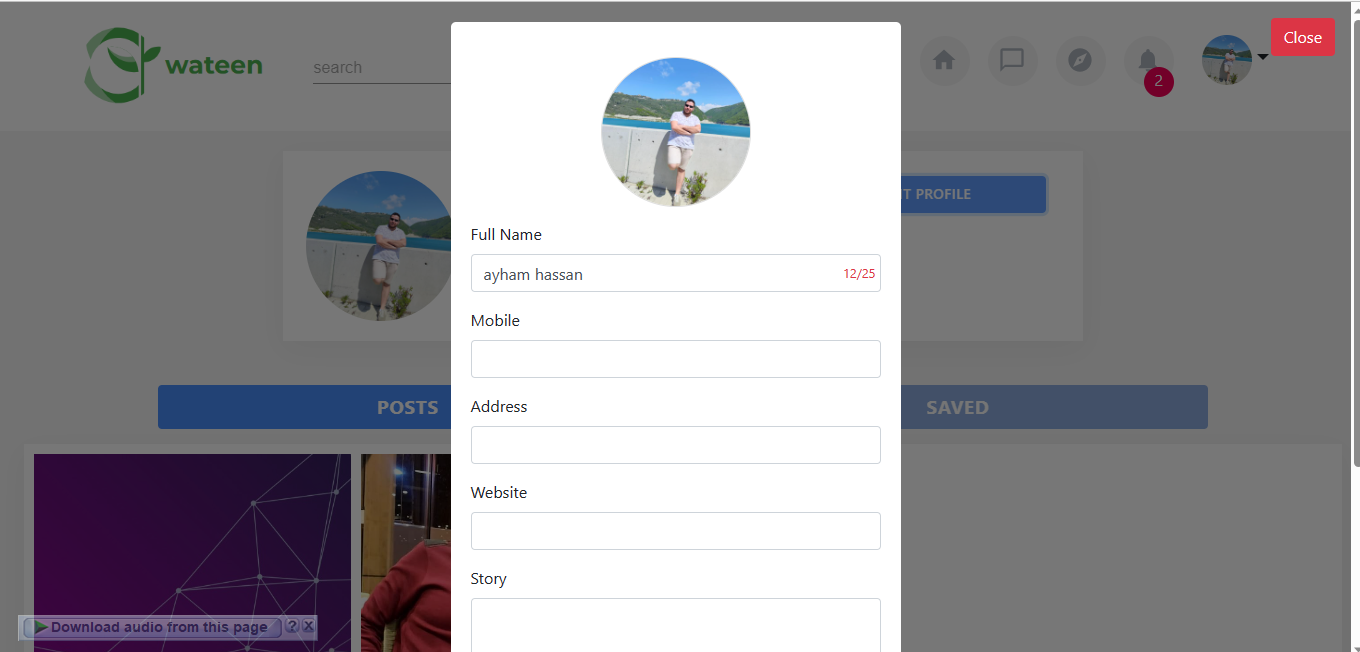 wateen
search
2
Close
T PROFILE
Full Name
ayham hassan
12/25
Mobile
Address
POSTS
SAVED
Website
Story
Download audio from this page
?
x